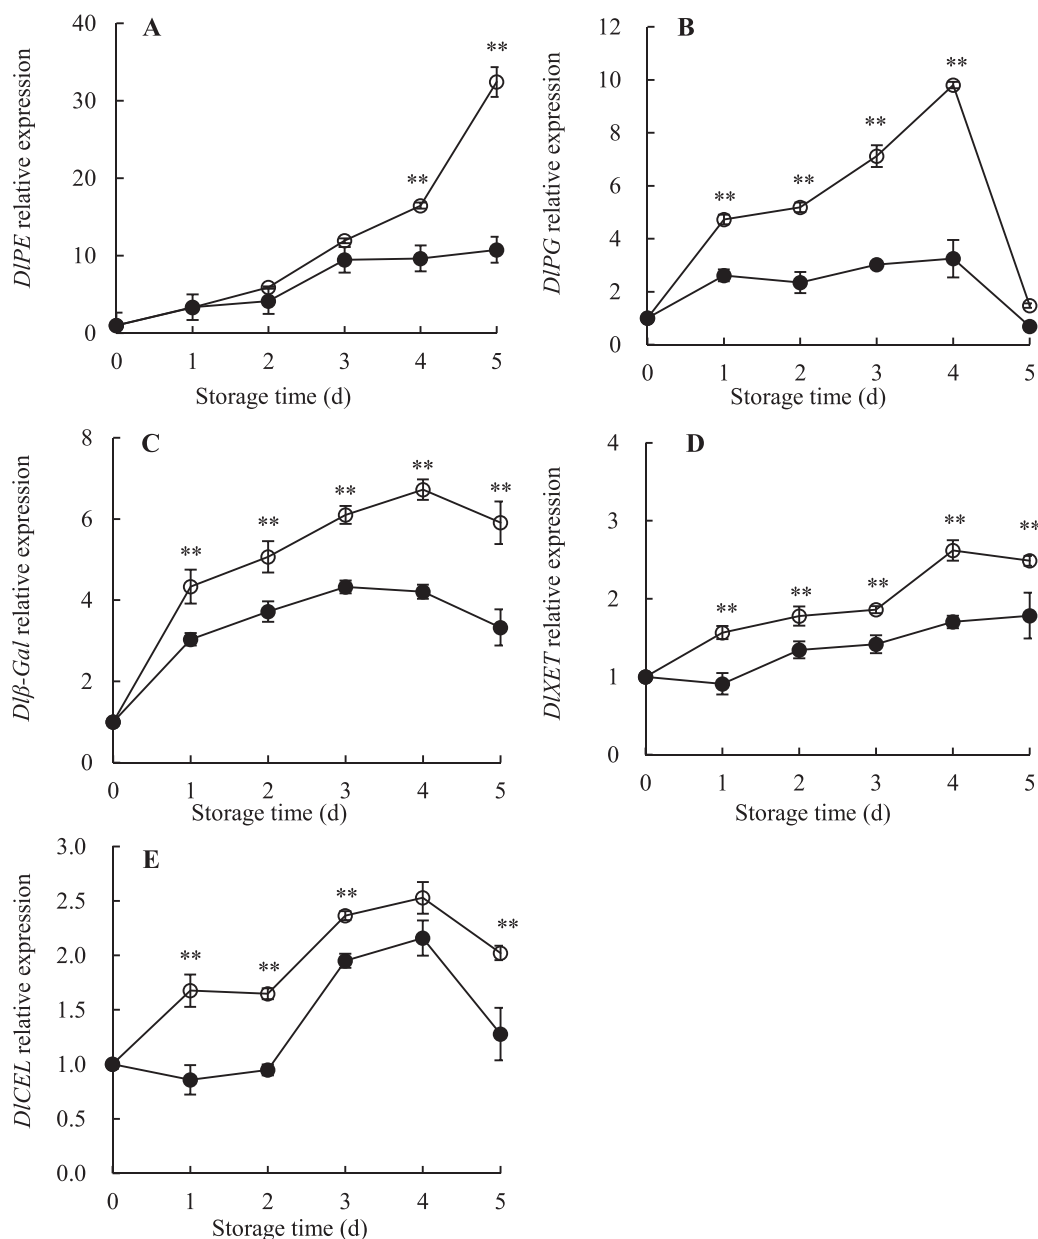 A
DlPE relative expression
40
30
20
10
0
** **
0 1 2 3 4 5
Storage time (d)
B
DlPG relative expression
12
10
8
6
4
2
0
** ** ** **
0 1 2 3 4 5
Storage time (d)
C
Dlβ-Gal relative expression
8
6
4
2
0
** ** ** ** **
0 1 2 3 4 5
Storage time (d)
D
DlXET relative expression
4
3
2
1
0
** ** ** ** **
0 1 2 3 4 5
Storage time (d)
E
DlCEL relative expression
3.0
2.5
2.0
1.5
1.0
0.5
0.0
** ** ** **
0 1 2 3 4 5
Storage time (d)